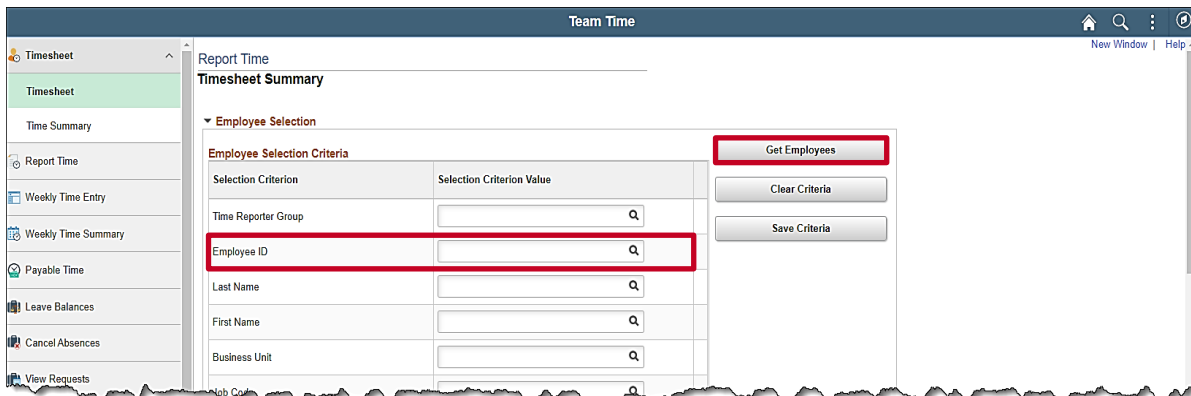 Team Time
New Window | Help
Timesheet
Timesheet
Time Summary
Report Time
Weekly Time Entry
Weekly Time Summary
Payable Time
Leave Balances
Cancel Absences
View Requests
Report Time
Timesheet Summary
Employee Selection
Employee Selection Criteria
Selection Criterion Selection Criterion Value
Time Reporter Group
Employee ID
Last Name
First Name
Business Unit
Job Code
Get Employees
Clear Criteria
Save Criteria